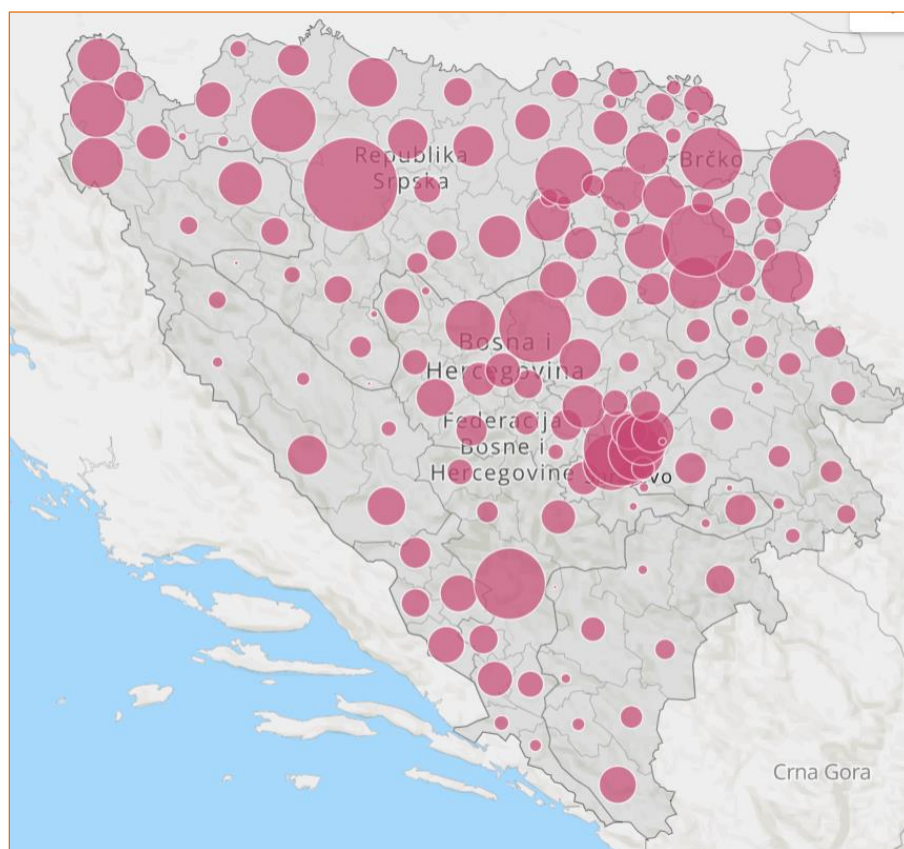 Republika
Srpska
Brčko
Bosna i
Hercegovina
Federacija
Bosne i
Hercegovine
Crna Gora